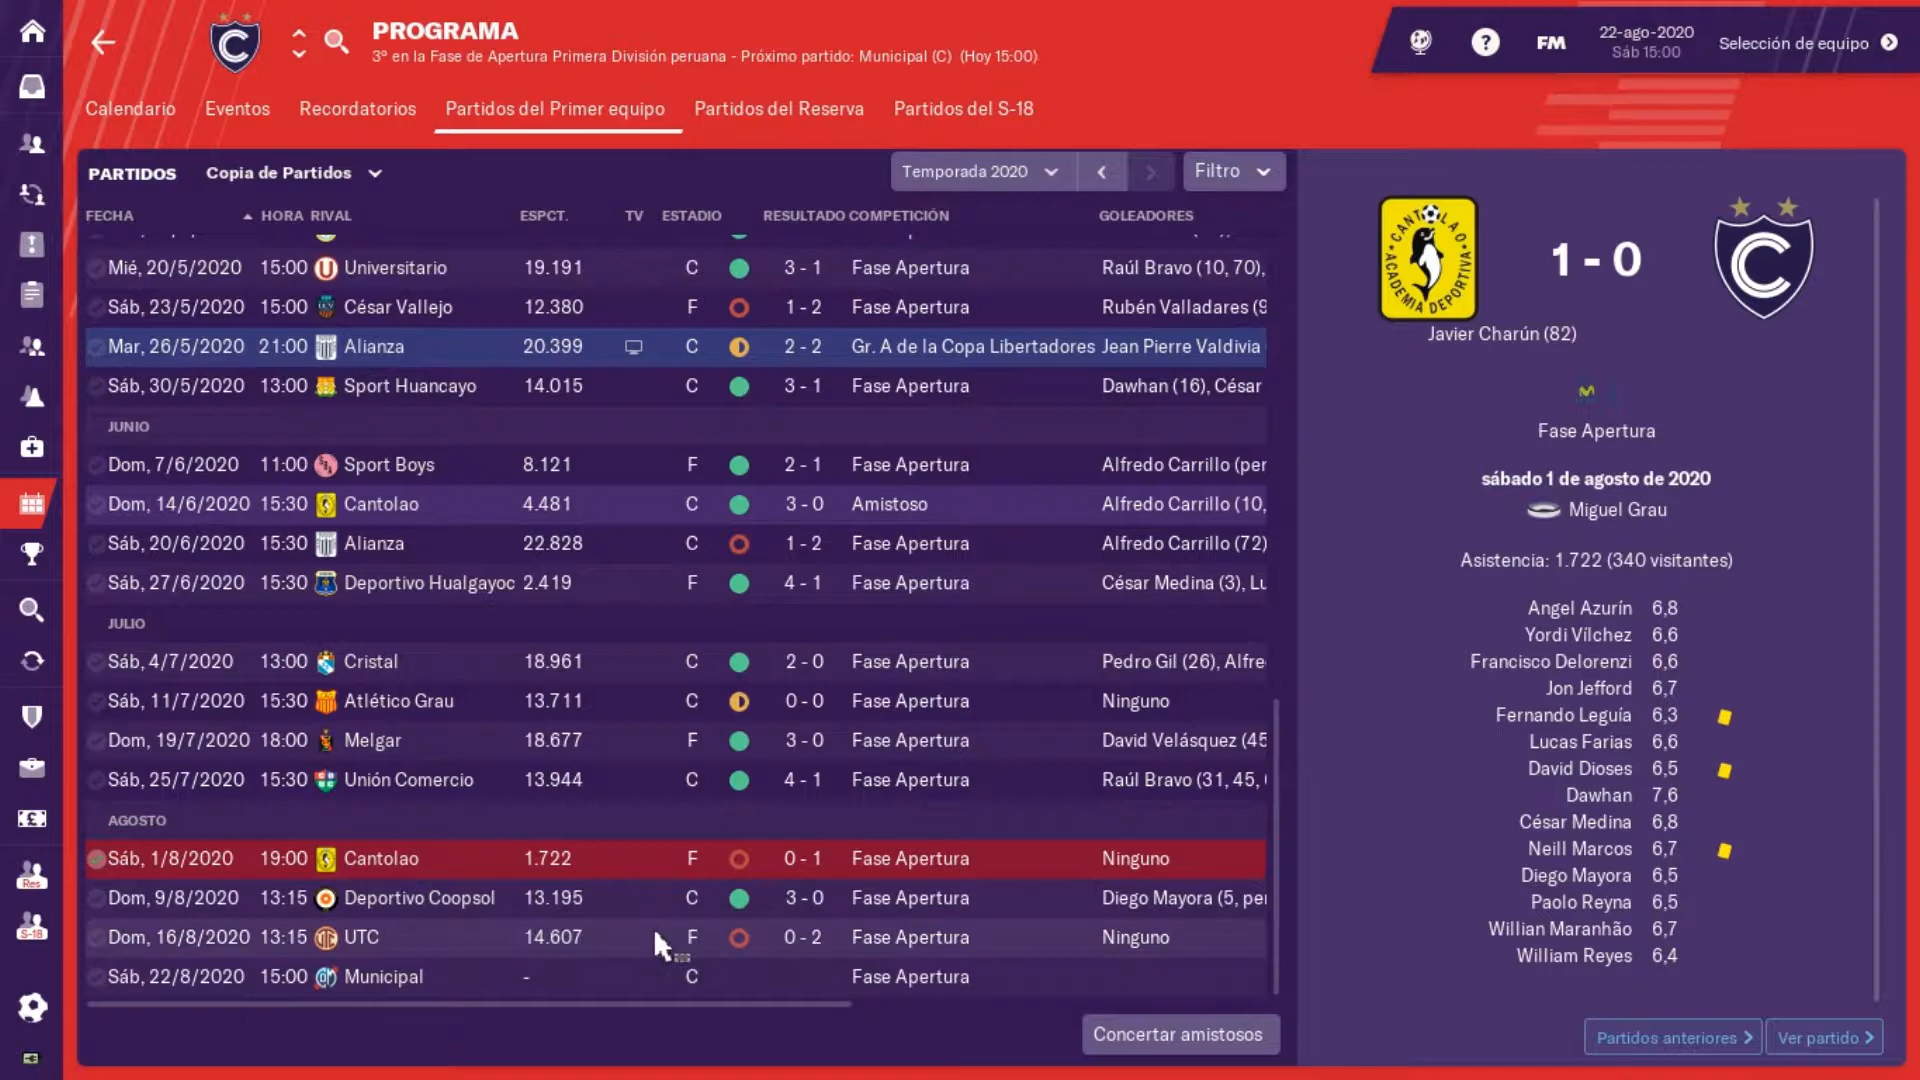 PROGRAMA
3º en la Fase de Apertura Primera División peruana - Próximo partido: Municipal (C) (Hoy 15:00)
FM
22-ago-2020
Sáb 15:00
Selección de equipo
Calendario Eventos Recordatorios Partidos del Primer equipo Partidos del Reserva Partidos del S-18
PARTIDOS Copia de Partidos Temporada 2020 Filtro
FECHA HORA RIVAL ESPCT. TV ESTADIO RESULTADO COMPETICIÓN GOLEADORES
Mié, 20/5/2020 15:00 Universitario 19.191 C 3 - 1 Fase Apertura Raúl Bravo (10, 70),
Sáb, 23/5/2020 15:00 César Vallejo 12.380 F 1 - 2 Fase Apertura Rubén Valladares (9
Mar, 26/5/2020 21:00 Alianza 20.399 C 2 - 2 Gr. A de la Copa Libertadores Jean Pierre Valdivia
Sáb, 30/5/2020 13:00 Sport Huancayo 14.015 C 3 - 1 Fase Apertura Dawhan (16), César
JUNIO
Dom, 7/6/2020 11:00 Sport Boys 8.121 F 2 - 1 Fase Apertura Alfredo Carrillo (per
Dom, 14/6/2020 15:30 Cantolao 4.481 C 3 - 0 Amistoso Alfredo Carrillo (10,
Sáb, 20/6/2020 15:30 Alianza 22.828 C 1 - 2 Fase Apertura Alfredo Carrillo (72)
Sáb, 27/6/2020 15:30 Deportivo Hualgayoc 2.419 F 4 - 1 Fase Apertura César Medina (3), Lu
JULIO
Sáb, 4/7/2020 13:00 Cristal 18.961 C 2 - 0 Fase Apertura Pedro Gil (26), Alfre
Sáb, 11/7/2020 15:30 Atlético Grau 13.711 C 0 - 0 Fase Apertura Ninguno
Dom, 19/7/2020 18:00 Melgar 18.677 F 3 - 0 Fase Apertura David Velásquez (45
Sáb, 25/7/2020 15:30 Unión Comercio 13.944 C 4 - 1 Fase Apertura Raúl Bravo (31, 45,
AGOSTO
Sáb, 1/8/2020 19:00 Cantolao 1.722 F 0 - 1 Fase Apertura Ninguno
Dom, 9/8/2020 13:15 Deportivo Coopsol 13.195 C 3 - 0 Fase Apertura Diego Mayora (5, per
Dom, 16/8/2020 13:15 UTC 14.607 F 0 - 2 Fase Apertura Ninguno
Sáb, 22/8/2020 15:00 Municipal - C Fase Apertura
Concertar amistosos
Res
S-18
CANTOLAO
ACADEMIA DEPORTIVA
1 - 0
C
Javier Charún (82)
Fase Apertura
sábado 1 de agosto de 2020
Miguel Grau
Asistencia: 1.722 (340 visitantes)
Angel Azurín 6,8
Yordi Vílchez 6,6
Francisco Delorenzi 6,6
Jon Jefford 6,7
Fernando Leguía 6,3
Lucas Farias 6,6
David Dioses 6,5
Dawhan 7,6
César Medina 6,8
Neill Marcos 6,7
Diego Mayora 6,5
Paolo Reyna 6,5
Willian Maranhão 6,7
William Reyes 6,4
Partidos anteriores Ver partido